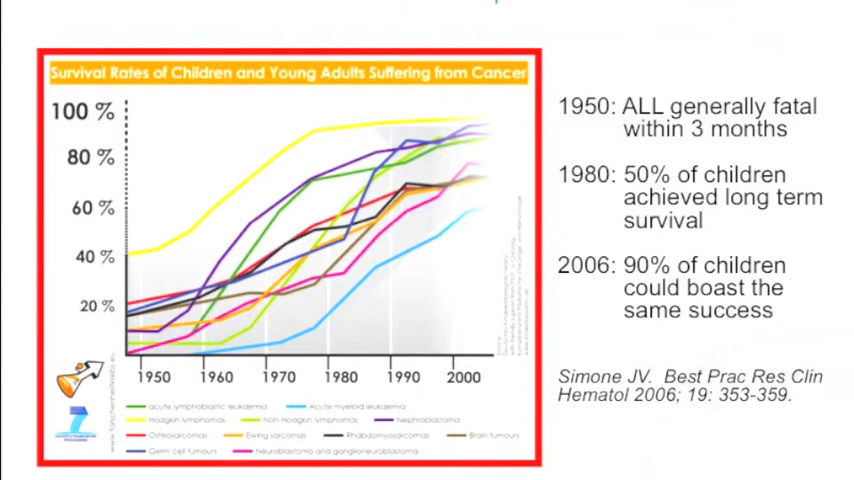 Survival Rates of Children and Young Adults Suffering from Cancer
100 %
80 %
60 %
40 %
20 %
1950 1960 1970 1980 1990 2000
acute lymphoblastic leukaemia Acute myeloid leukaemia
Hodgkin lymphomas Non Hodgkin lymphomas Nephroblastoma
Osteosarcomas Ewing sarcomas Rhabdomyosarcomas Brain tumours
Germ cell tumours Neuroblastoma and ganglioneuroblastoma
7
1950: ALL generally fatal
within 3 months
1980: 50% of children
achieved long term
survival
2006: 90% of children
could boast the
same success
Simone JV. Best Prac Res Clin
Hematol 2006; 19: 353-359.